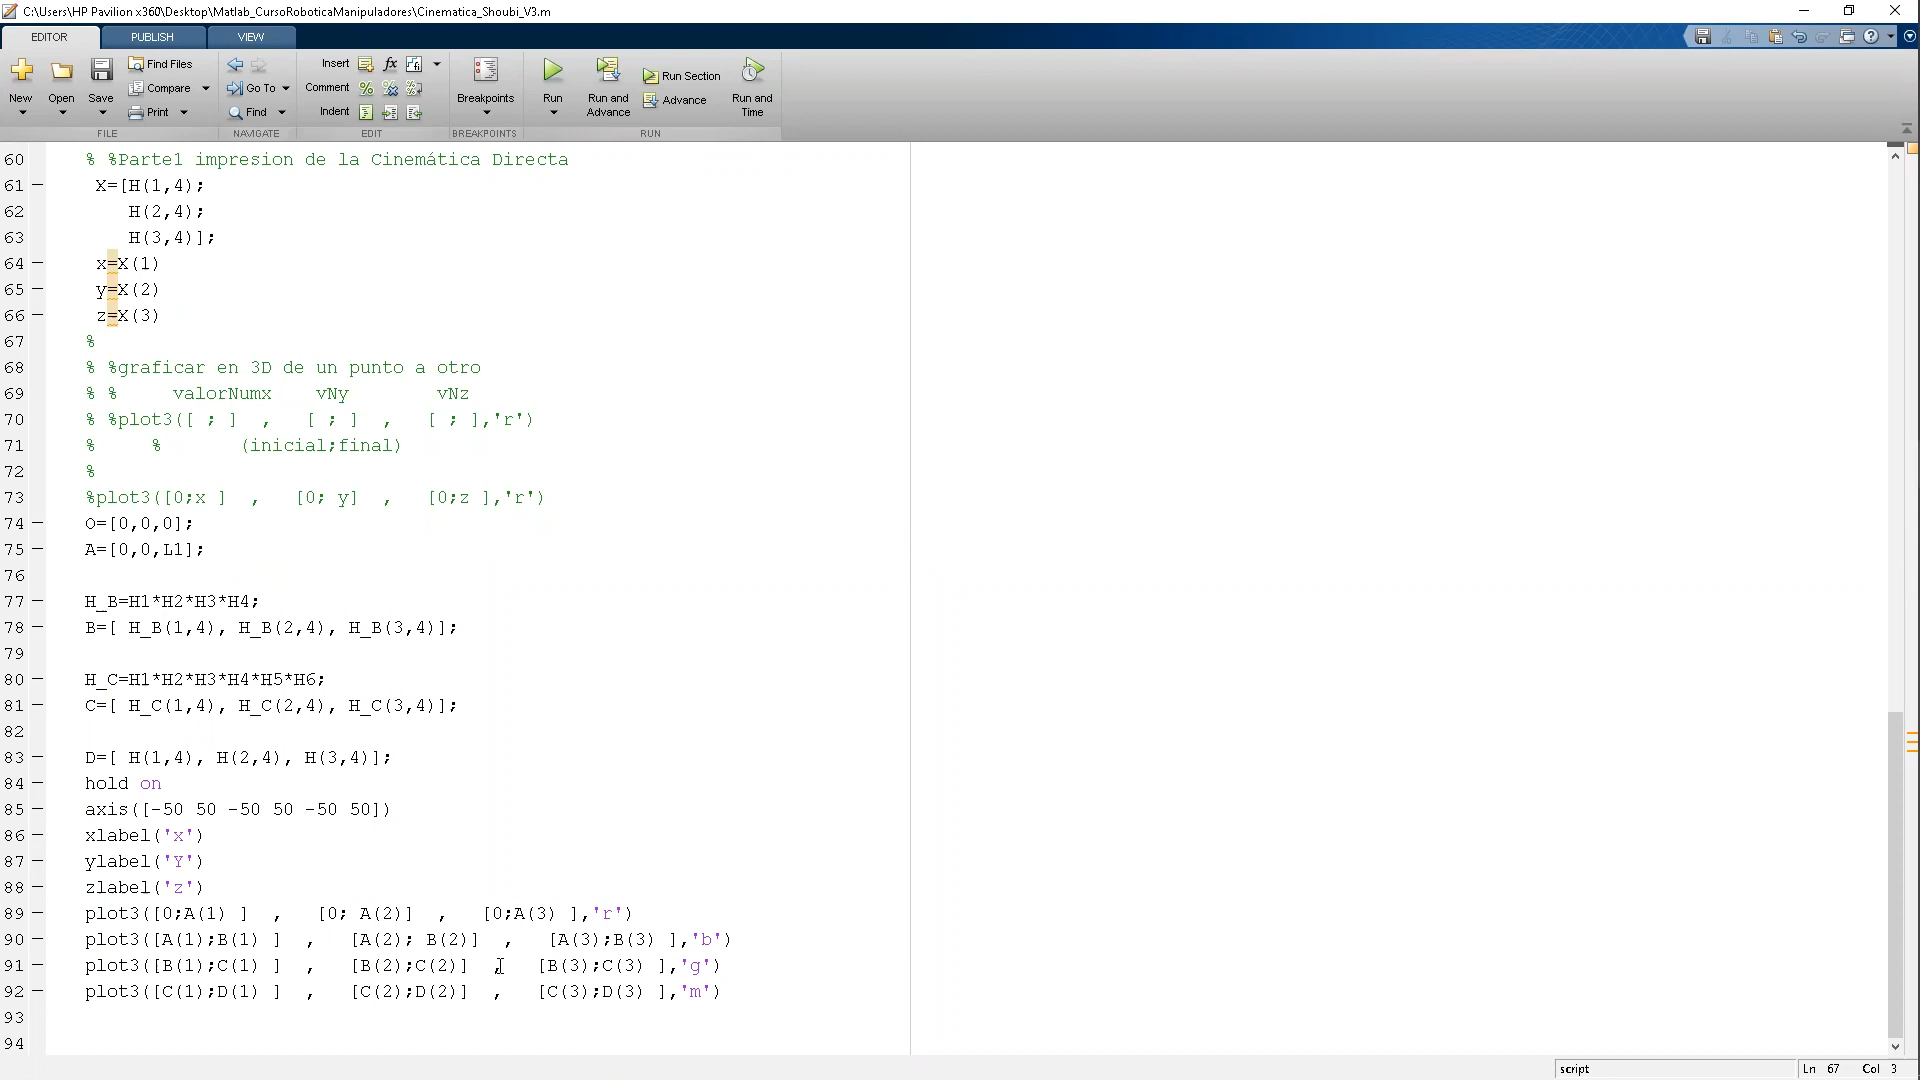 C:\Users\HP Pavilion x360\Desktop\Matlab_CursoRoboticaManipuladores\Cinematica_Shoubi_V3.m
EDITOR PUBLISH VIEW
New Open Save Find Files Compare Print
Go To Find
Insert fx
Comment
Indent
Breakpoints
Run Run and Advance Run Section Advance Run and Time
FILE NAVIGATE EDIT BREAKPOINTS RUN
60 % %Parte1 impresion de la Cinemática Directa
61 – X=[H(1,4);
62 H(2,4);
63 H(3,4)];
64 – x=X(1)
65 – y=X(2)
66 – z=X(3)
67 %
68 % %graficar en 3D de un punto a otro
69 % % valorNumx vNy vNz
70 % %plot3([ ; ] , [ ; ] , [ ; ],'r')
71 % % (inicial;final)
72 %
73 %plot3([0;x ] , [0; y] , [0;z ],'r')
74 – O=[0,0,0];
75 – A=[0,0,L1];
76
77 – H_B=H1*H2*H3*H4;
78 – B=[ H_B(1,4), H_B(2,4), H_B(3,4)];
79
80 – H_C=H1*H2*H3*H4*H5*H6;
81 – C=[ H_C(1,4), H_C(2,4), H_C(3,4)];
82
83 – D=[ H(1,4), H(2,4), H(3,4)];
84 – hold on
85 – axis([-50 50 -50 50 -50 50])
86 – xlabel('x')
87 – ylabel('Y')
88 – zlabel('z')
89 – plot3([0;A(1) ] , [0; A(2)] , [0;A(3) ],'r')
90 – plot3([A(1);B(1) ] , [A(2); B(2)] , [A(3);B(3) ],'b')
91 – plot3([B(1);C(1) ] , [B(2);C(2)] , [B(3);C(3) ],'g')
92 – plot3([C(1);D(1) ] , [C(2);D(2)] , [C(3);D(3) ],'m')
93
94
script Ln 67 Col 3